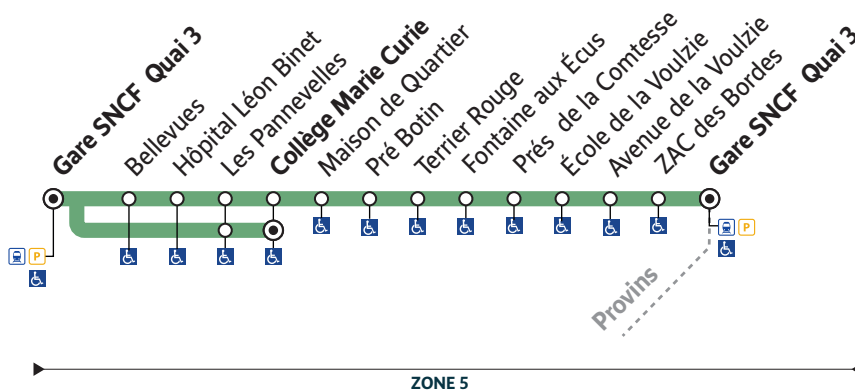 Gare SNCF Quai 3
Bellevues
Hôpital Léon Binet
Les Pannevelles
Collège Marie Curie
Maison de Quartier
Pré Botin
Terrier Rouge
Fontaine aux Écus
Prés de la Comtesse
École de la Voulzie
Avenue de la Voulzie
ZAC des Bordes
Gare SNCF Quai 3
P
P
Provins
ZONE 5